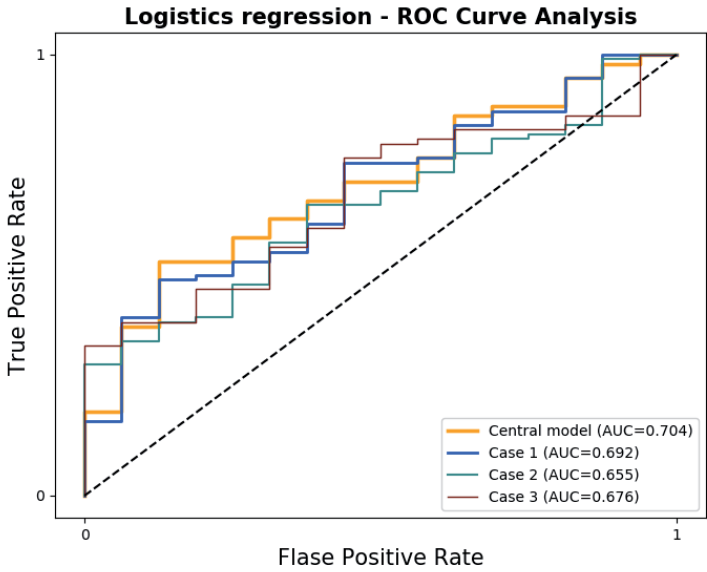 Logistics regression - ROC Curve Analysis
1
True Positive Rate
0
Central model (AUC=0.704)
Case 1 (AUC=0.692)
Case 2 (AUC=0.655)
Case 3 (AUC=0.676)
0 1
Flase Positive Rate